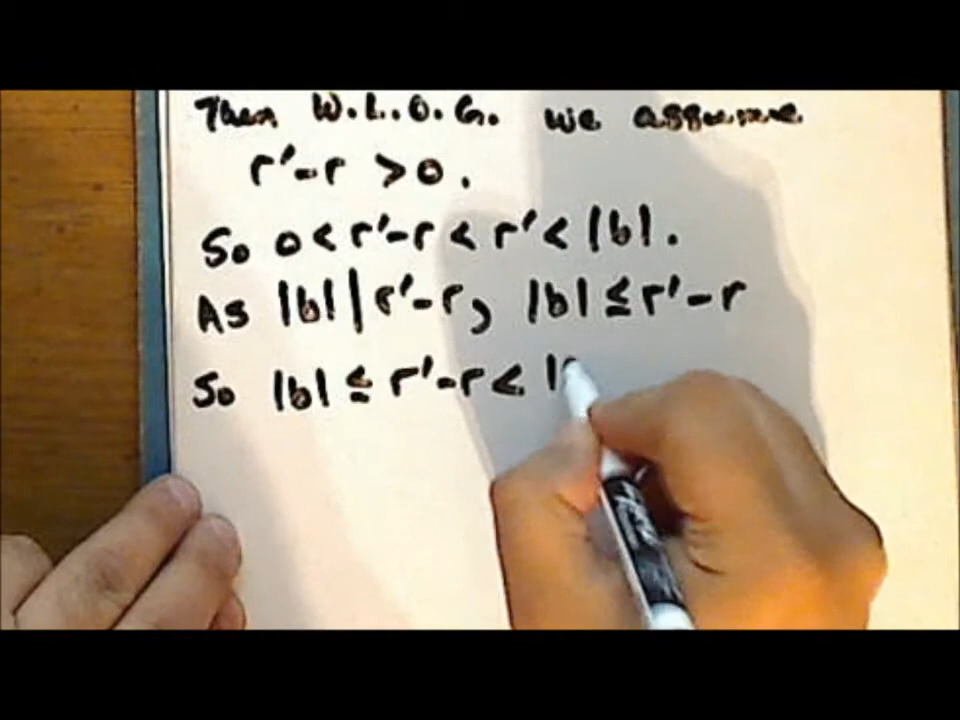 Then W.L.O.G. we assume
r'-r > 0.
So 0 < r'-r < r' < |b|.
As |b| | r'-r, |b| ≤ r'-r
So |b| ≤ r'-r < |